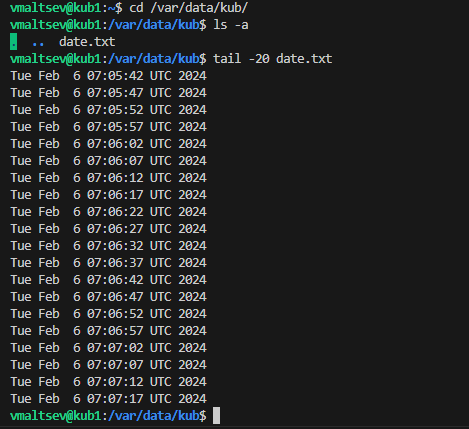 vmaltsev@kub1:~$ cd /var/data/kub/
vmaltsev@kub1:/var/data/kub$ ls -a
.  ..  date.txt
vmaltsev@kub1:/var/data/kub$ tail -20 date.txt
Tue Feb  6 07:05:42 UTC 2024
Tue Feb  6 07:05:47 UTC 2024
Tue Feb  6 07:05:52 UTC 2024
Tue Feb  6 07:05:57 UTC 2024
Tue Feb  6 07:06:02 UTC 2024
Tue Feb  6 07:06:07 UTC 2024
Tue Feb  6 07:06:12 UTC 2024
Tue Feb  6 07:06:17 UTC 2024
Tue Feb  6 07:06:22 UTC 2024
Tue Feb  6 07:06:27 UTC 2024
Tue Feb  6 07:06:32 UTC 2024
Tue Feb  6 07:06:37 UTC 2024
Tue Feb  6 07:06:42 UTC 2024
Tue Feb  6 07:06:47 UTC 2024
Tue Feb  6 07:06:52 UTC 2024
Tue Feb  6 07:06:57 UTC 2024
Tue Feb  6 07:07:02 UTC 2024
Tue Feb  6 07:07:07 UTC 2024
Tue Feb  6 07:07:12 UTC 2024
Tue Feb  6 07:07:17 UTC 2024
vmaltsev@kub1:/var/data/kub$